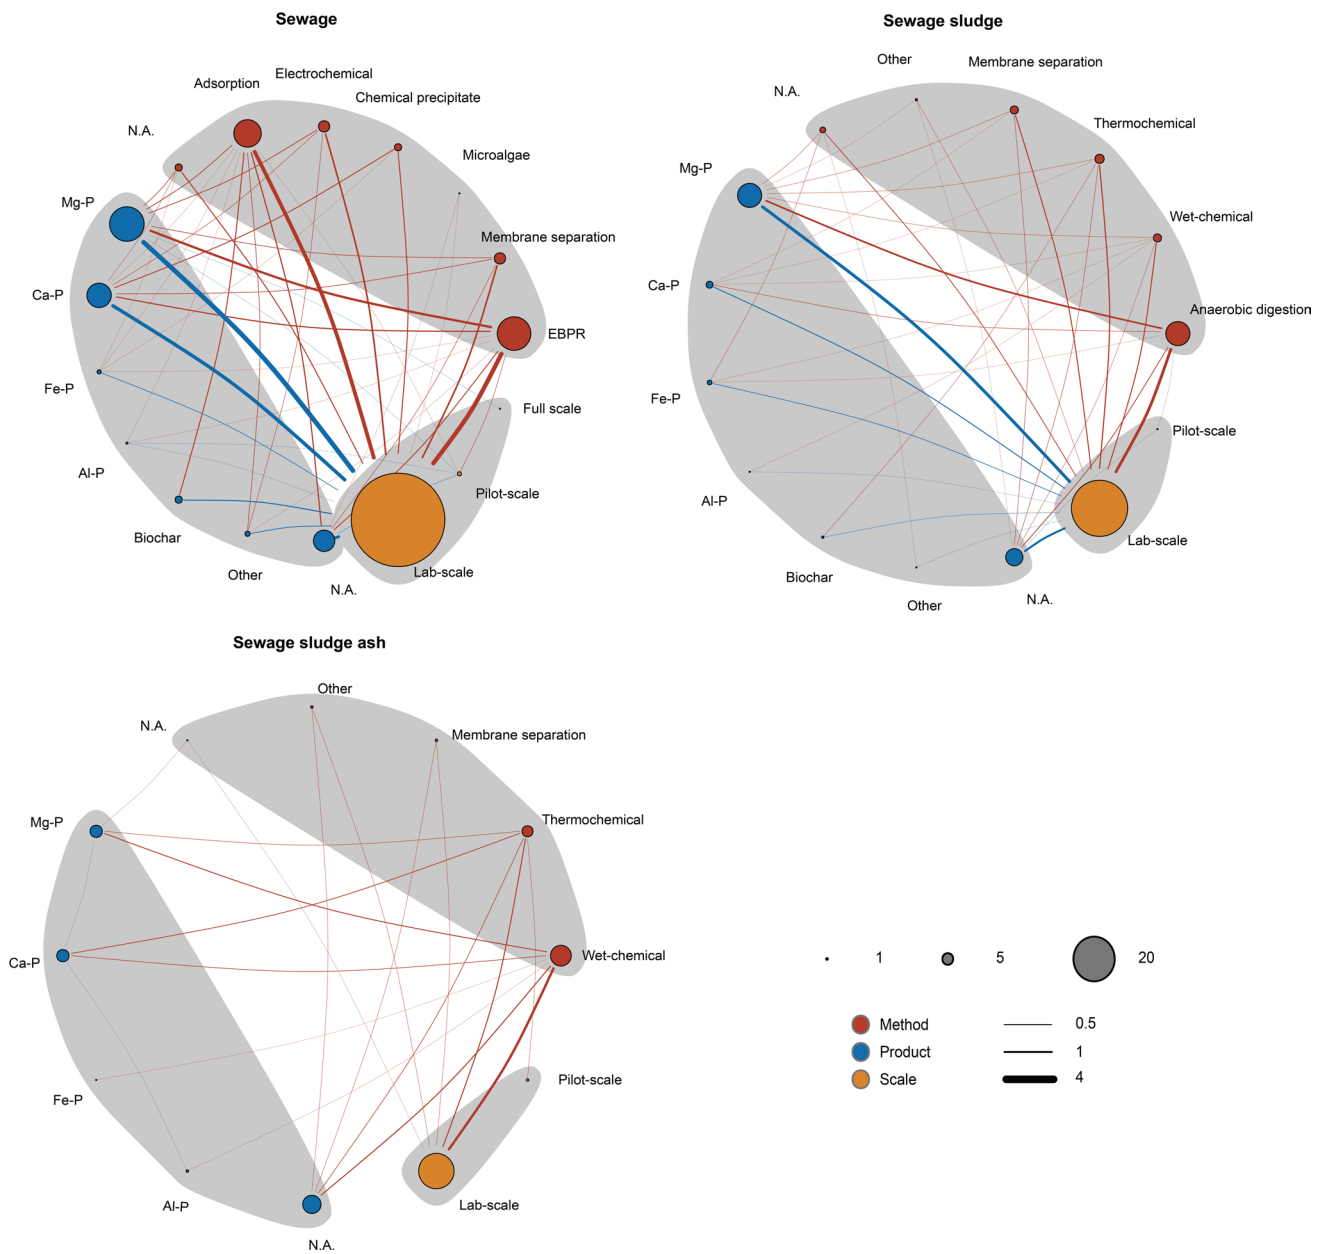 Sewage
Electrochemical
Adsorption
Chemical precipitate
N.A.
Microalgae
Mg-P
Membrane separation
Ca-P
EBPR
Fe-P
Full scale
Al-P
Pilot-scale
Biochar
Other
Lab-scale
N.A.
Sewage sludge
Other
Membrane separation
N.A.
Thermochemical
Mg-P
Wet-chemical
Ca-P
Anaerobic digestion
Fe-P
Pilot-scale
Al-P
Lab-scale
Biochar
Other
N.A.
Sewage sludge ash
Other
N.A.
Membrane separation
Mg-P
Thermochemical
Ca-P
Wet-chemical
Fe-P
Pilot-scale
Al-P
Lab-scale
N.A.
1 5 20
Method 0.5
Product 1
Scale 4